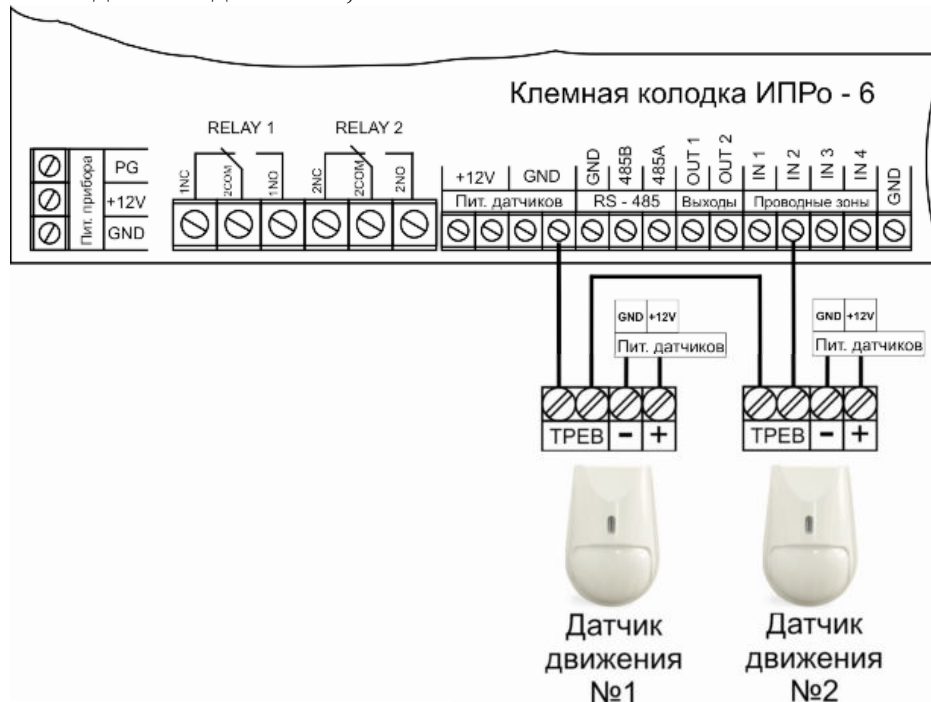 Клемная колодка ИПРо - 6
RELAY 1 RELAY 2
Пит. прибора
PG
+12V
GND
1NC 2COM 1NO 2NC 2COM 2NO
+12V GND GND 485B 485A OUT 1 OUT 2 IN 1 IN 2 IN 3 IN 4 GND
Пит. датчиков RS - 485 Выходы Проводные зоны
GND +12V GND +12V
Пит. датчиков Пит. датчиков
ТРЕВ - + ТРЕВ - +
Датчик
движения
№1
Датчик
движения
№2